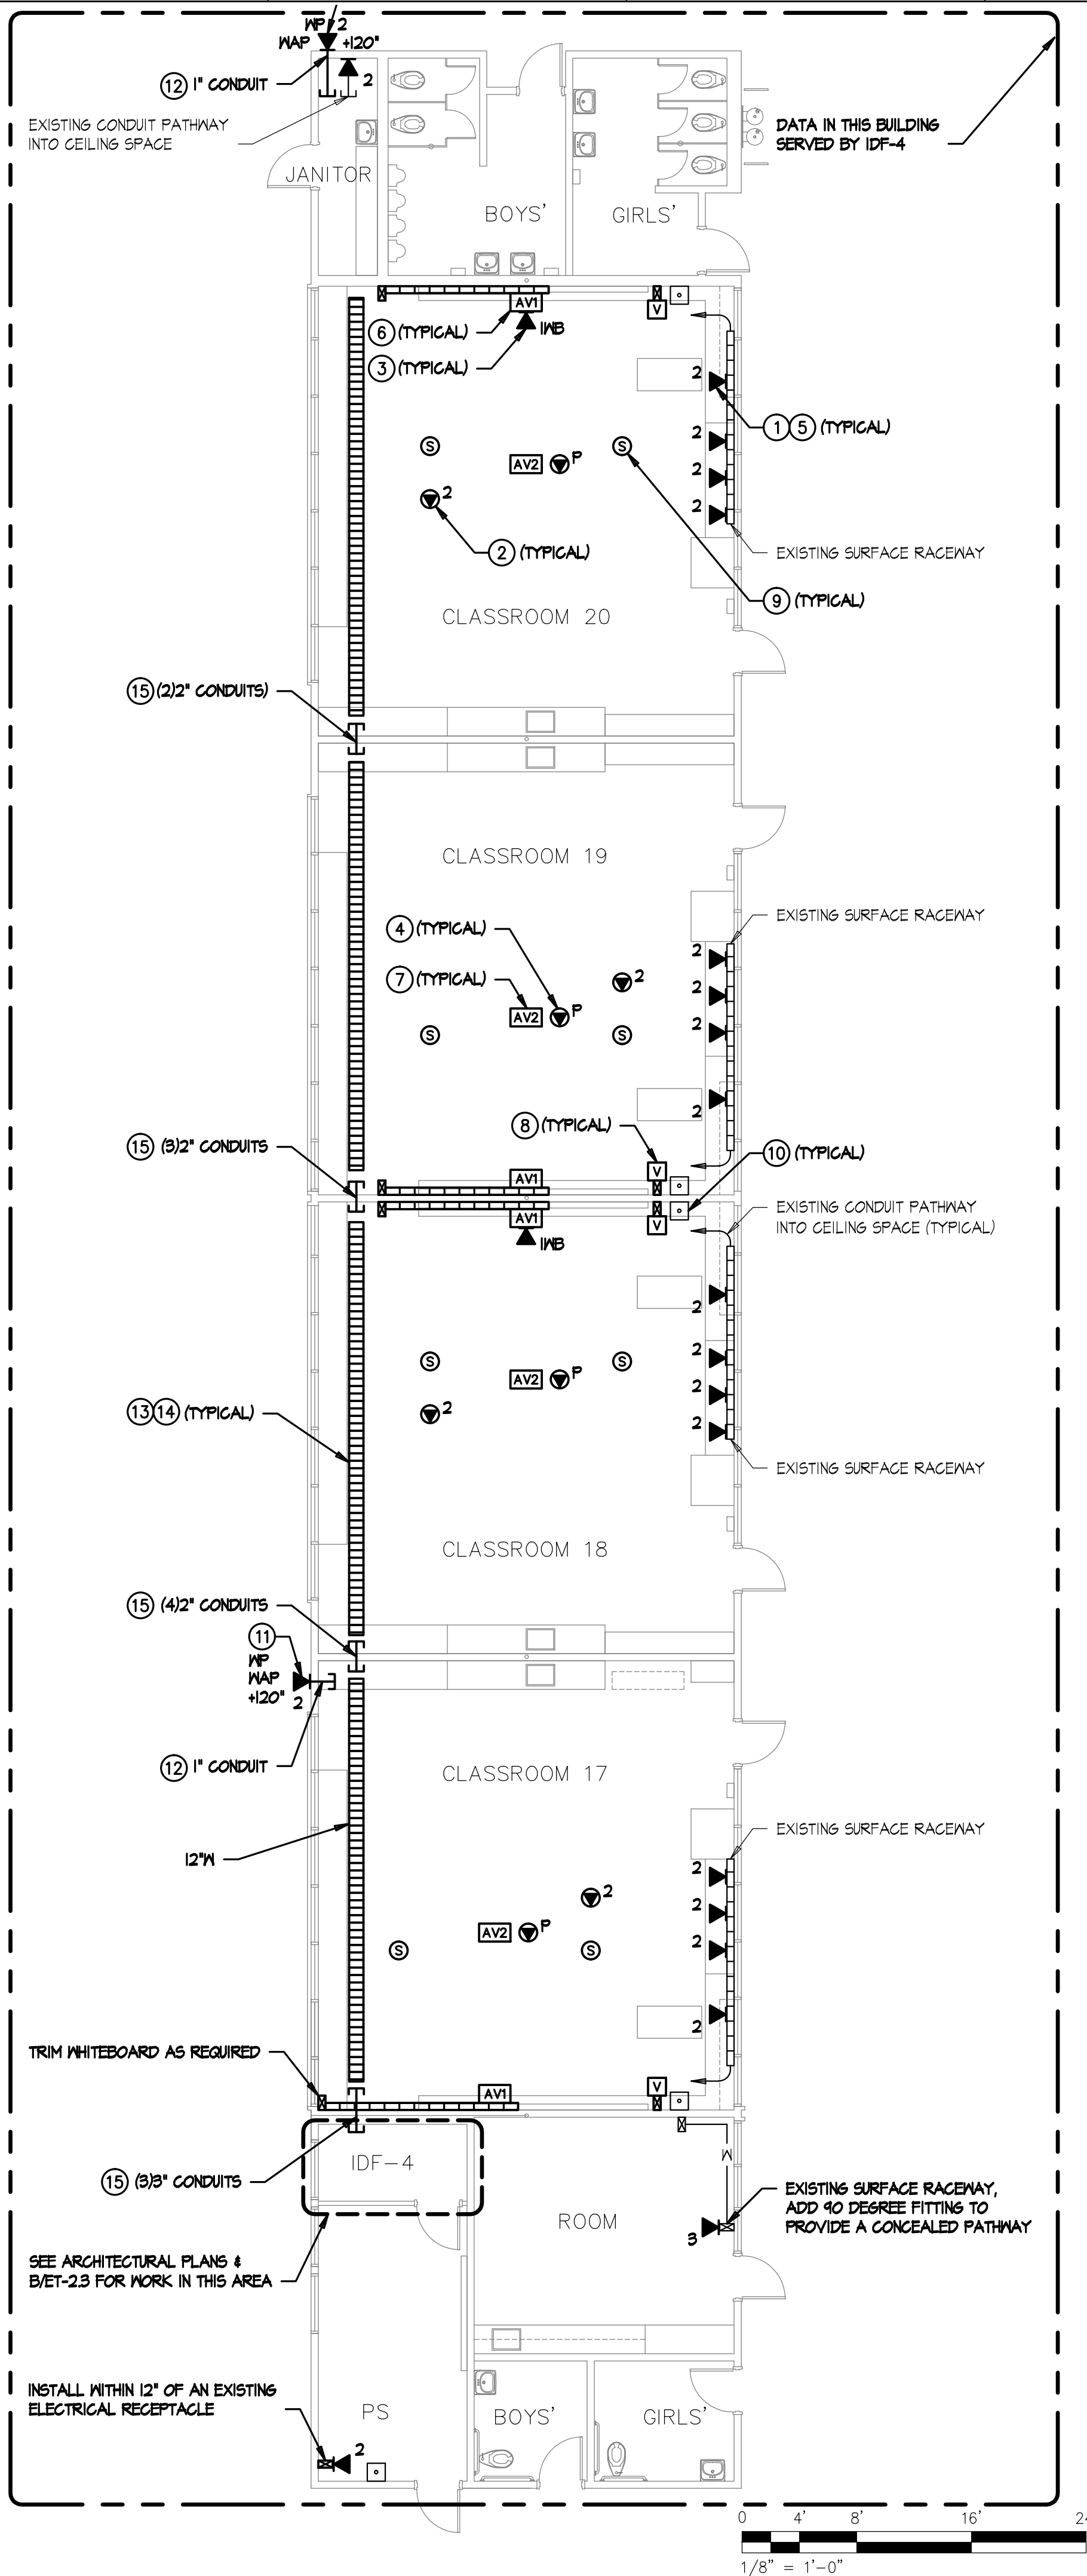 WP 2
WAP +120"
⑫ 1" CONDUIT
2
EXISTING CONDUIT PATHWAY
INTO CEILING SPACE
DATA IN THIS BUILDING
SERVED BY IDF-4
JANITOR
BOYS'
GIRLS'
⑥ (TYPICAL)
AV1
V
③ (TYPICAL)
IWB
2
① ⑤ (TYPICAL)
2
S
S
AV2
P
2
2
2
② (TYPICAL)
EXISTING SURFACE RACEWAY
⑨ (TYPICAL)
CLASSROOM 20
⑮ (2)2" CONDUITS)
CLASSROOM 19
EXISTING SURFACE RACEWAY
④ (TYPICAL)
2
⑦ (TYPICAL)
2
2
AV2
P
2
S
S
2
⑧ (TYPICAL)
⑮ (3)2" CONDUITS
⑩ (TYPICAL)
AV1
V
EXISTING CONDUIT PATHWAY
INTO CEILING SPACE (TYPICAL)
AV1
V
IWB
2
S
S
2
AV2
P
2
2
⑬ ⑭ (TYPICAL)
2
EXISTING SURFACE RACEWAY
CLASSROOM 18
⑮ (4)2" CONDUITS
⑪
WP
WAP
+120" 2
⑫ 1" CONDUIT
CLASSROOM 17
EXISTING SURFACE RACEWAY
12"W
2
2
2
AV2
P
2
S
S
2
TRIM WHITEBOARD AS REQUIRED
AV1
V
IDF-4
⑮ (3)3" CONDUITS
W
ROOM
3
EXISTING SURFACE RACEWAY,
ADD 90 DEGREE FITTING TO
PROVIDE A CONCEALED PATHWAY
SEE ARCHITECTURAL PLANS &
B/ET-2.3 FOR WORK IN THIS AREA
INSTALL WITHIN 12" OF AN EXISTING
ELECTRICAL RECEPTACLE
PS
BOYS'
GIRLS'
2
0 4' 8' 16' 24
1/8" = 1'-0"